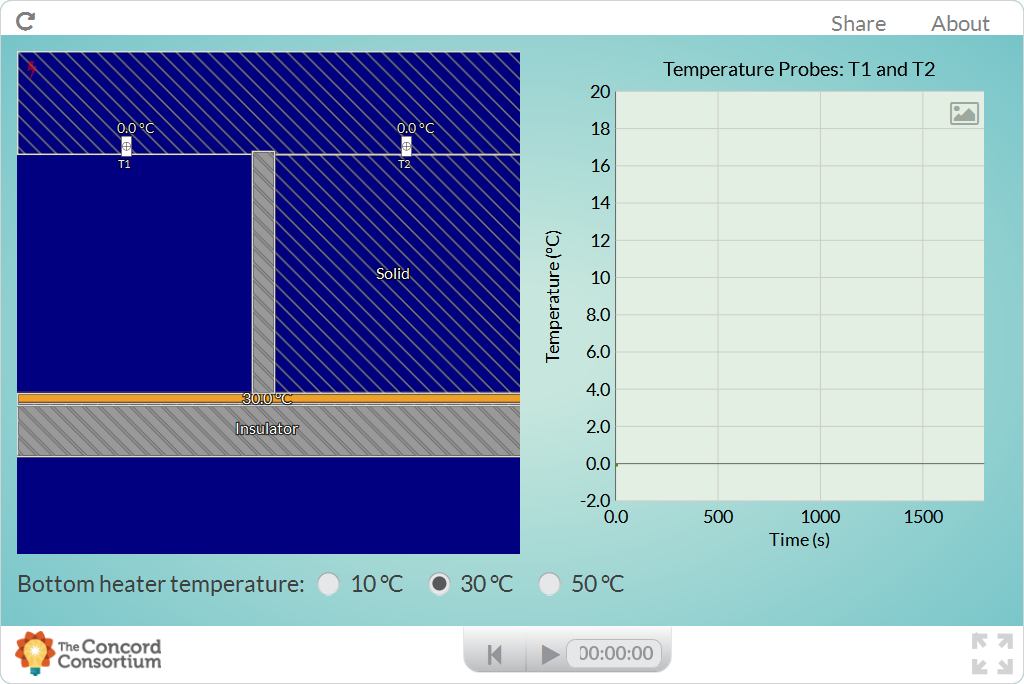 Share About
Temperature Probes: T1 and T2
0.0 °C 0.0 °C
T1 T2
Solid
30.0 °C
Insulator
20
18
16
14
12
10
8.0
6.0
4.0
2.0
0.0
-2.0
Temperature (°C)
0.0 500 1000 1500
Time (s)
Bottom heater temperature: 10 °C 30 °C 50 °C
The Concord
Consortium
00:00:00